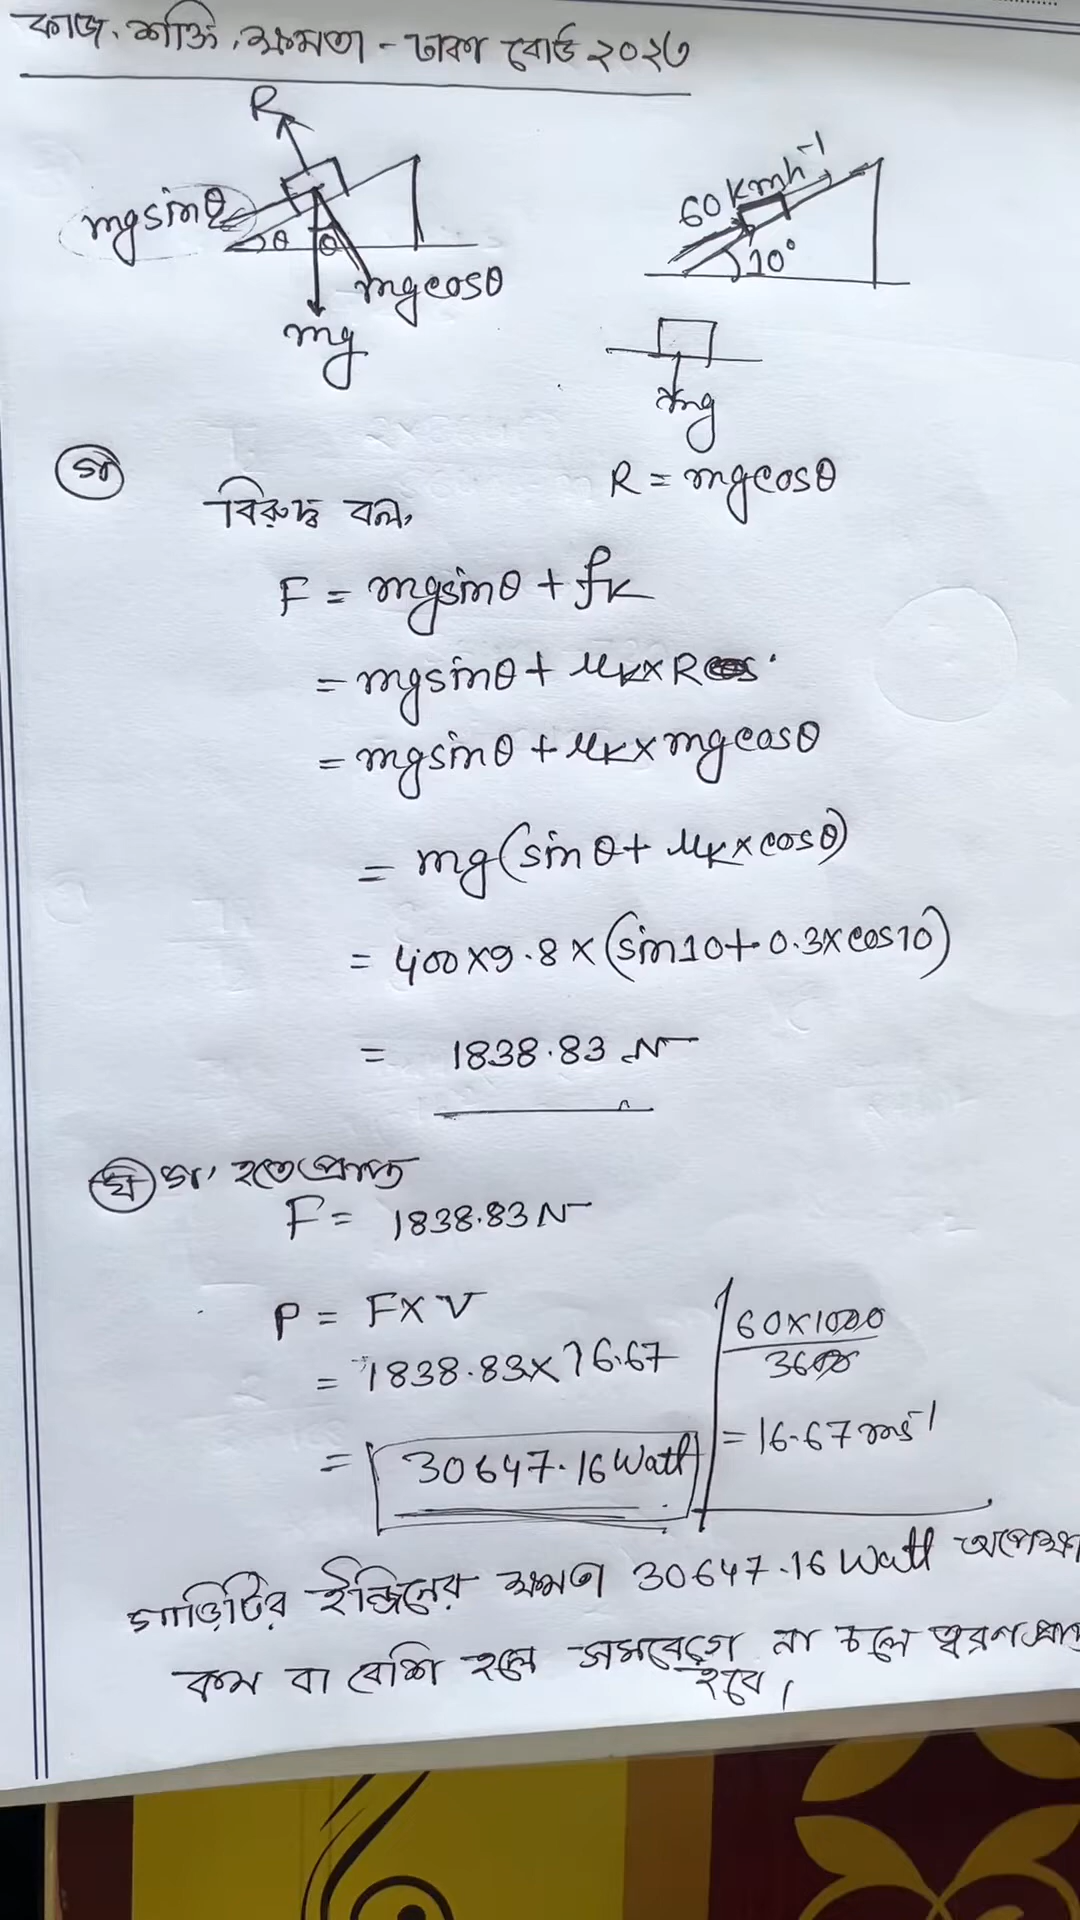 কাজ, শক্তি, ক্ষমতা - ঢাকা বোর্ড ২০২৩
R
mgsinθ
θ
θ
mgcosθ
mg
60 kmh⁻¹
10°
mg
R = mgcosθ
গ
বিরুদ্ধ বল,
F = mgsinθ + fk
= mgsinθ + μk × R
= mgsinθ + μk × mgcosθ
= mg(sinθ + μk × cosθ)
= 400 × 9.8 × (sin10 + 0.3 × cos10)
= 1838.83 N
ঘ গ, হতে প্রাপ্ত
F = 1838.83 N
P = F × V
= 1838.83 × 16.67
= 30647.16 Watt
60 × 1000
3600
= 16.67 ms⁻¹
গাড়িটির ইঞ্জিনের ক্ষমতা 30647.16 Watt অপেক্ষা
কম বা বেশি হলে সমবেগে না চলে ত্বরণপ্রাপ্ত
হবে।